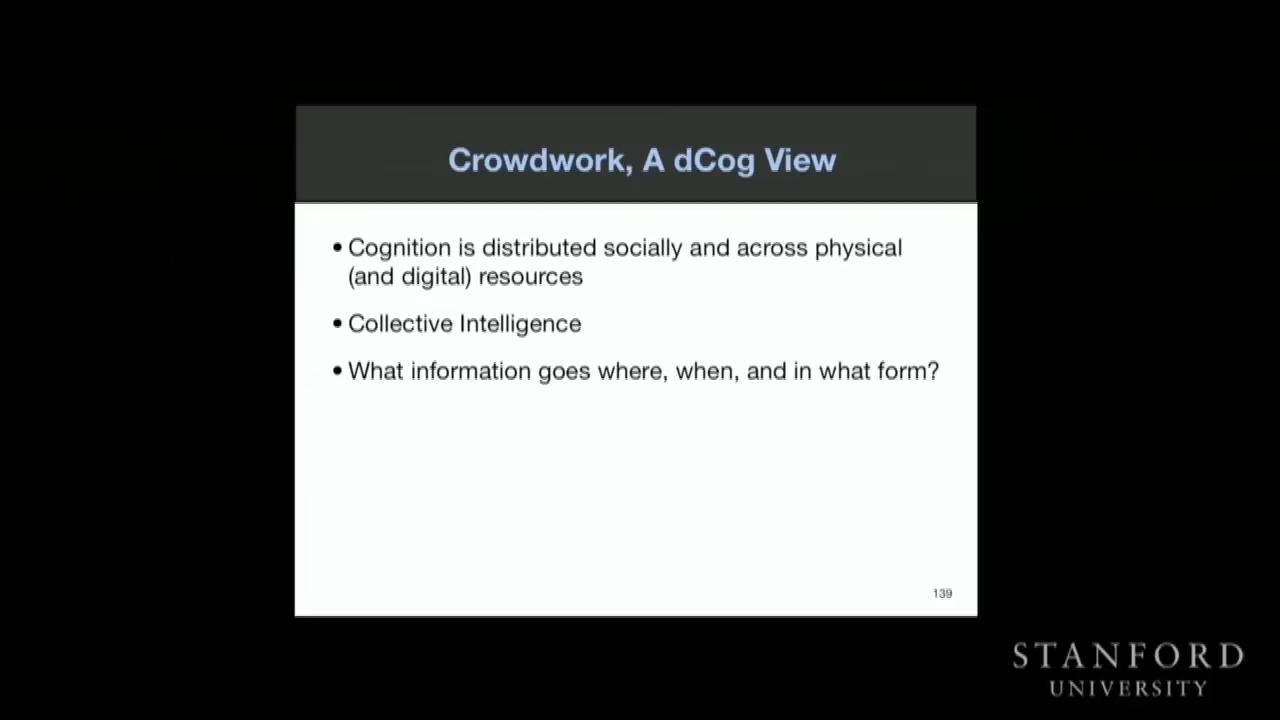 Crowdwork, A dCog View
• Cognition is distributed socially and across physical
(and digital) resources
• Collective Intelligence
• What information goes where, when, and in what form?
139
STANFORD
UNIVERSITY